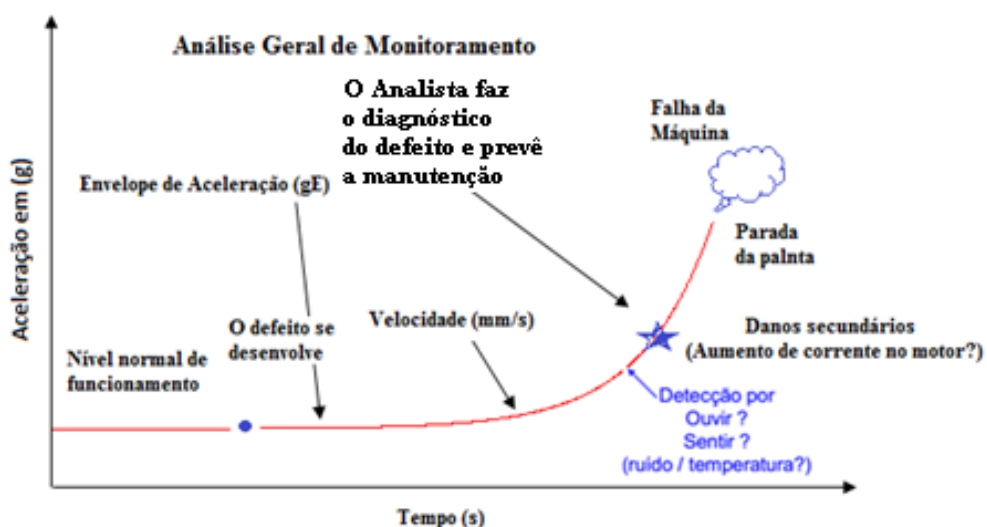 Análise Geral de Monitoramento
O Analista faz
o diagnóstico
do defeito e prevê
a manutenção
Falha da
Máquina
Envelope de Aceleração (gE)
Parada
da palnta
Aceleração em (g)
O defeito se
desenvolve
Velocidade (mm/s)
Danos secundários
(Aumento de corrente no motor?)
Nível normal de
funcionamento
Detecção por
Ouvir ?
Sentir ?
(ruído / temperatura?)
Tempo (s)